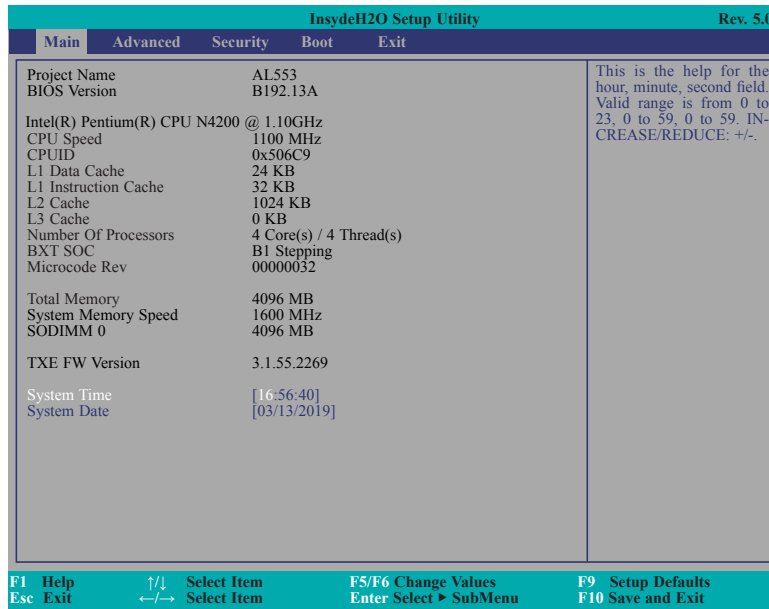 InsydeH2O Setup Utility Rev. 5.0
Main Advanced Security Boot Exit
Project Name AL553
BIOS Version B192.13A
Intel(R) Pentium(R) CPU N4200 @ 1.10GHz
CPU Speed 1100 MHz
CPUID 0x506C9
L1 Data Cache 24 KB
L1 Instruction Cache 32 KB
L2 Cache 1024 KB
L3 Cache 0 KB
Number Of Processors 4 Core(s) / 4 Thread(s)
BXT SOC B1 Stepping
Microcode Rev 00000032
Total Memory 4096 MB
System Memory Speed 1600 MHz
SODIMM 0 4096 MB
TXE FW Version 3.1.55.2269
System Time [16:56:40]
System Date [03/13/2019]
This is the help for the
hour, minute, second field.
Valid range is from 0 to
23, 0 to 59, 0 to 59. IN-
CREASE/REDUCE: +/-.
F1 Help ↑/↓ Select Item F5/F6 Change Values F9 Setup Defaults
Esc Exit ←/→ Select Item Enter Select ▶ SubMenu F10 Save and Exit